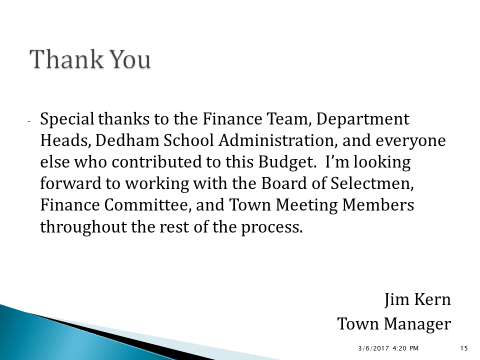 Thank You
- Special thanks to the Finance Team, Department
Heads, Dedham School Administration, and everyone
else who contributed to this Budget.  I'm looking
forward to working with the Board of Selectmen,
Finance Committee, and Town Meeting Members
throughout the rest of the process.
Jim Kern
Town Manager
3/6/2017 4:20 PM 15